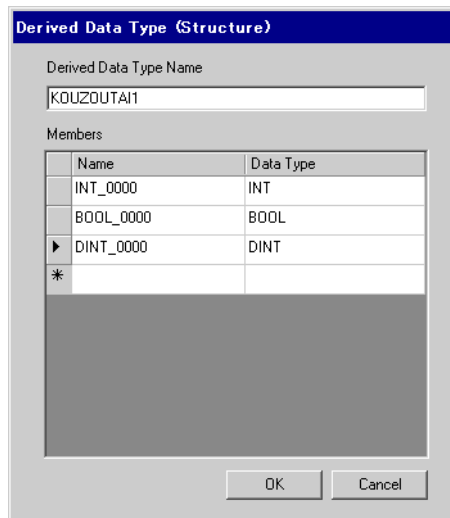 Derived Data Type (Structure)
Derived Data Type Name
KOUZOUTAI1
Members
Name Data Type
INT_0000 INT
BOOL_0000 BOOL
DINT_0000 DINT
OK Cancel